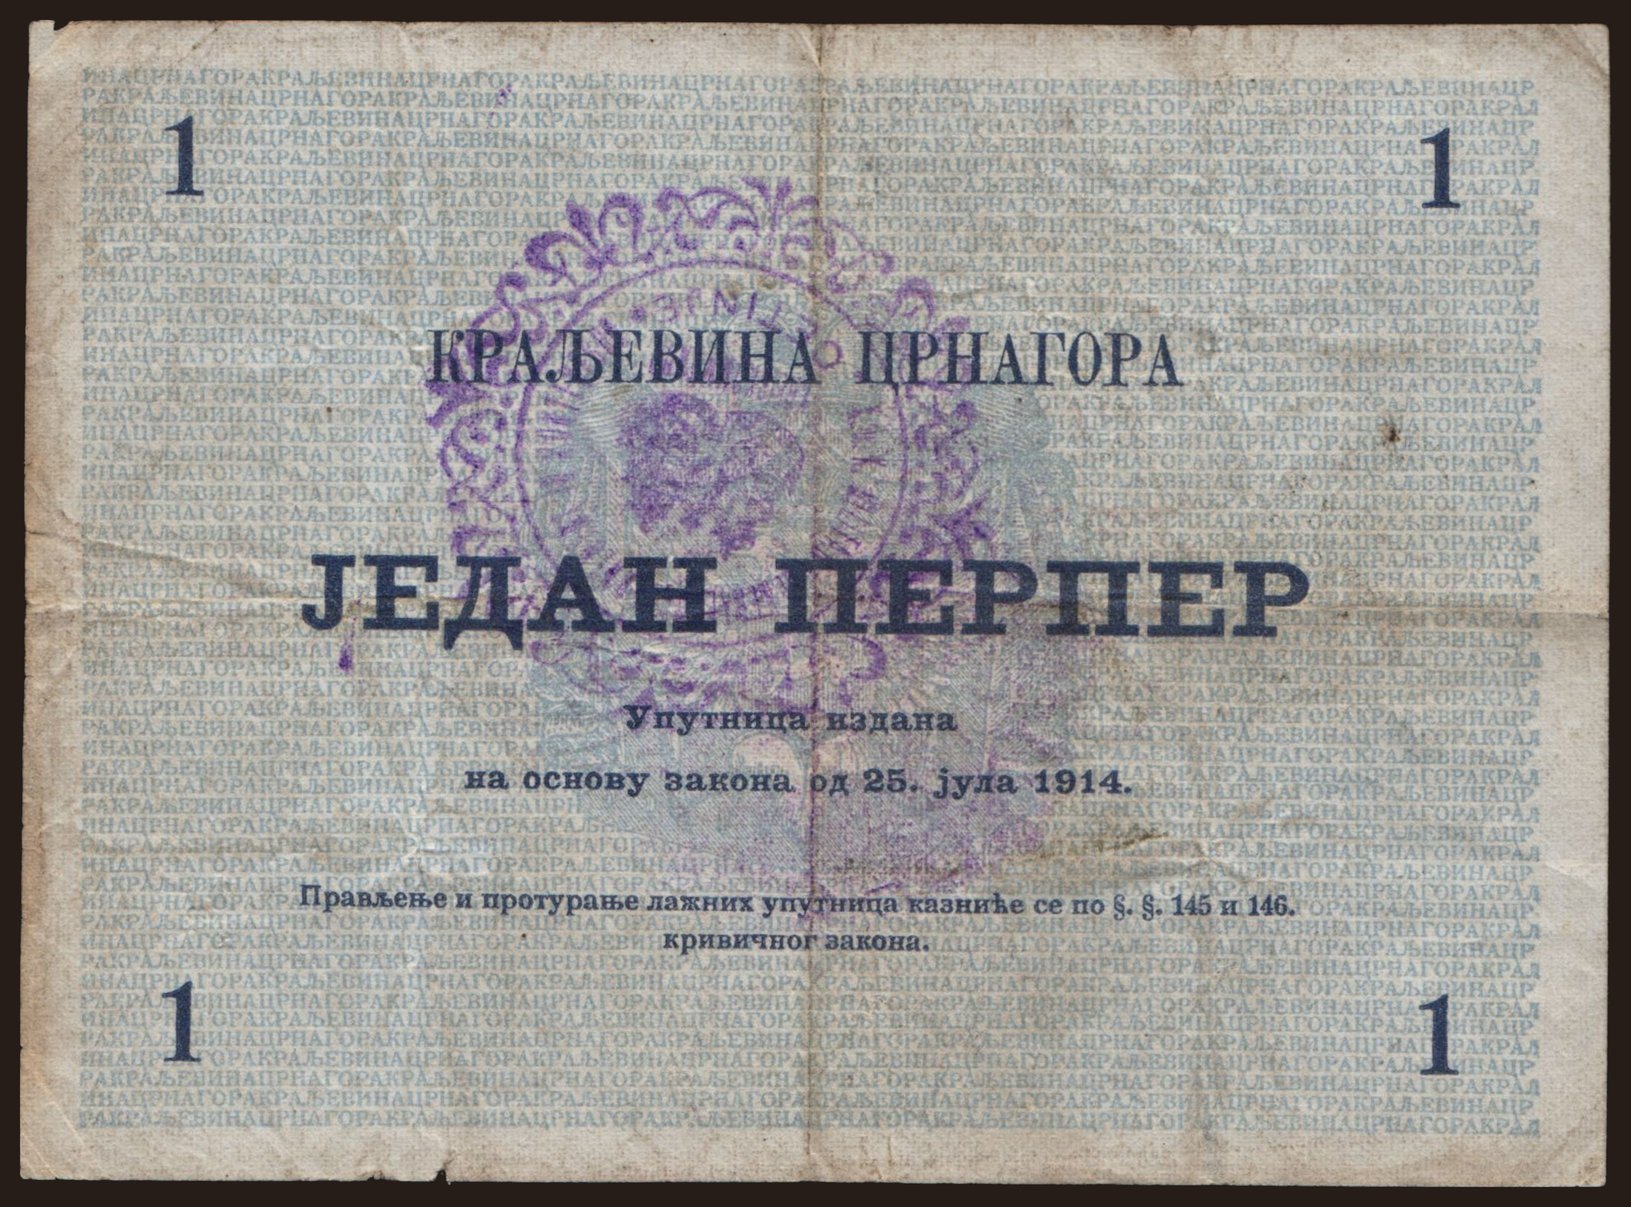 1 1
КРАЉЕВИНА ЦРНАГОРА
ЈЕДАН ПЕРПЕР
Упутница издана
на основу закона од 25. јула 1914.
Прављење и протурање лажних упутница казниће се по §. §. 145 и 146.
кривичног закона.
1 1